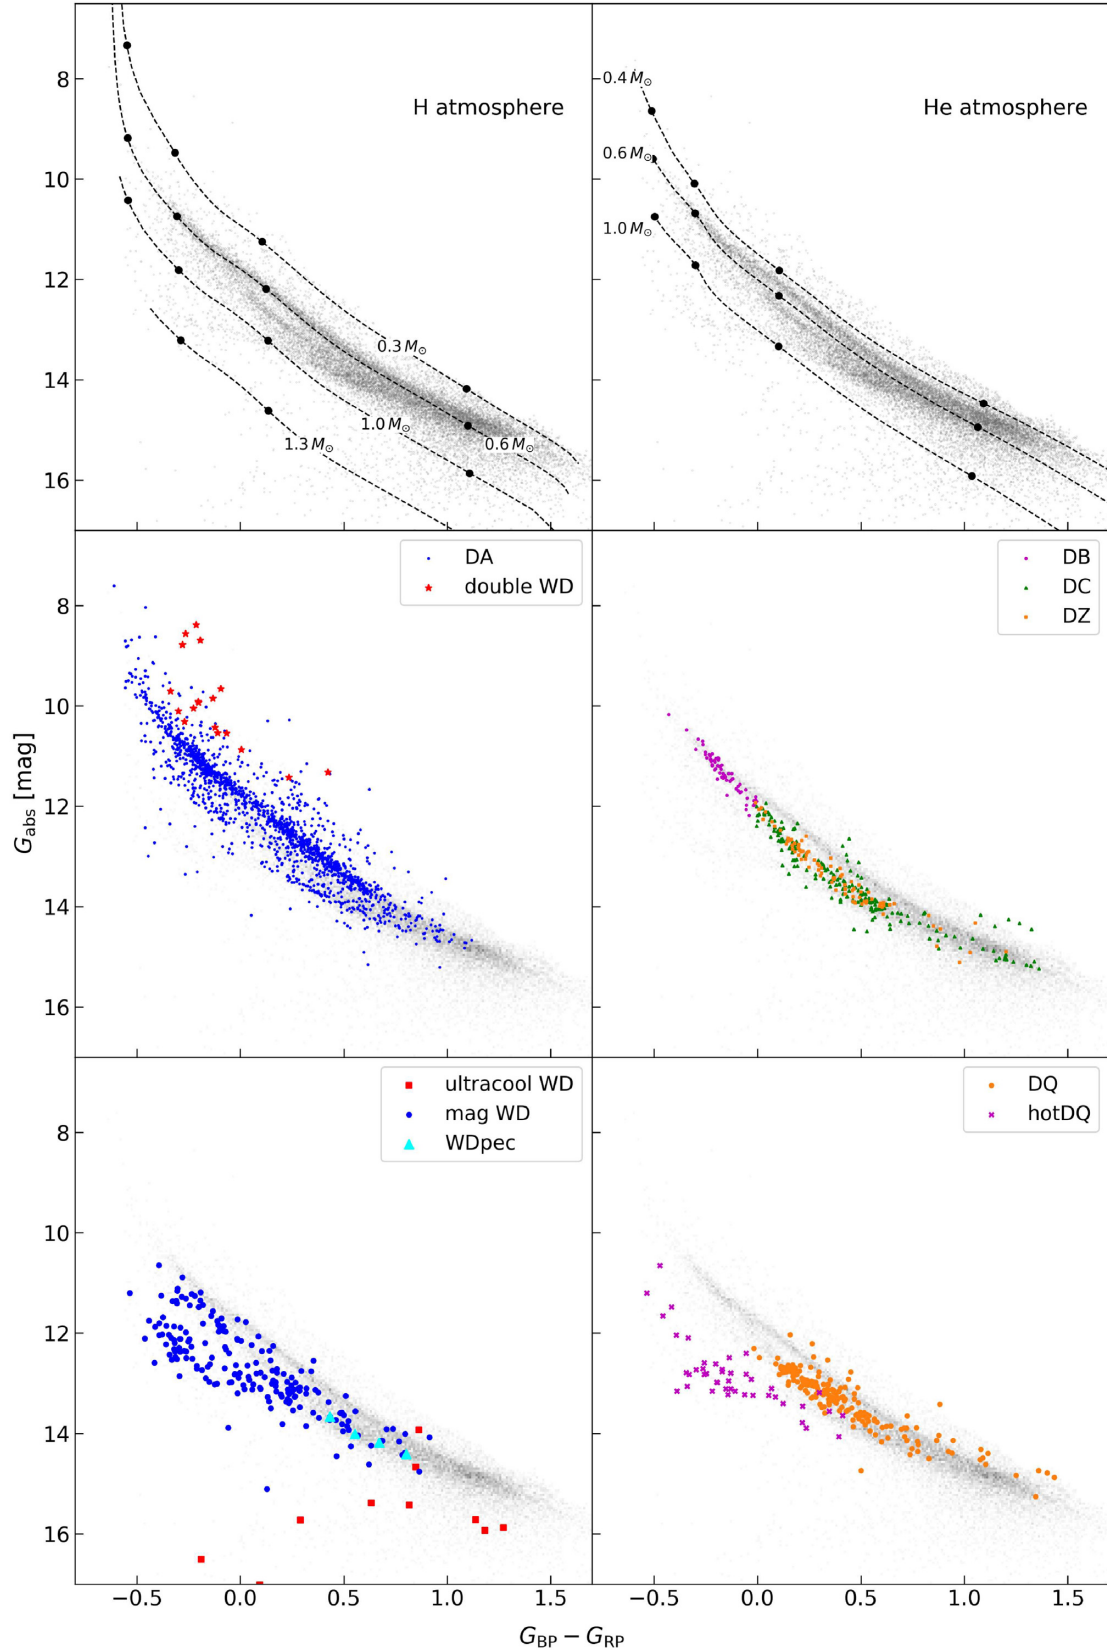 8
10
12
14
16
H atmosphere
0.3 M⊙
1.0 M⊙
0.6 M⊙
1.3 M⊙
He atmosphere
0.4 M⊙
0.6 M⊙
1.0 M⊙
8
10
12
14
16
DA
double WD
DB
DC
DZ
G_abs [mag]
8
10
12
14
16
ultracool WD
mag WD
WDpec
DQ
hotDQ
−0.5 0.0 0.5 1.0 1.5
−0.5 0.0 0.5 1.0 1.5
G_BP − G_RP